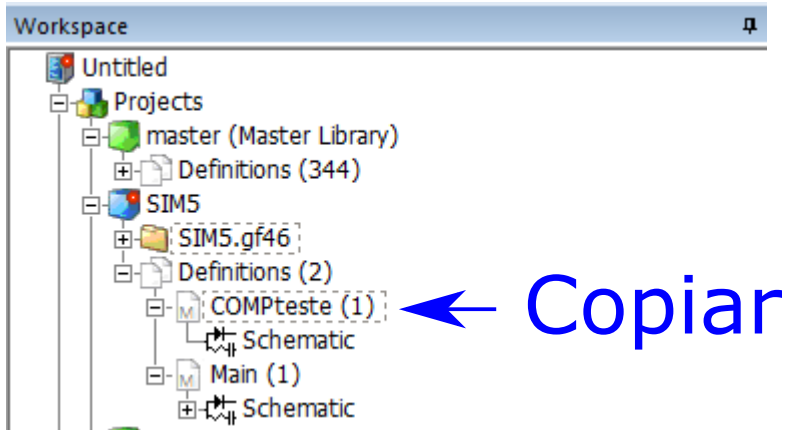 Workspace
Untitled
Projects
master (Master Library)
Definitions (344)
SIM5
SIM5.gf46
Definitions (2)
M COMPteste (1) Copiar
Schematic
M Main (1)
Schematic